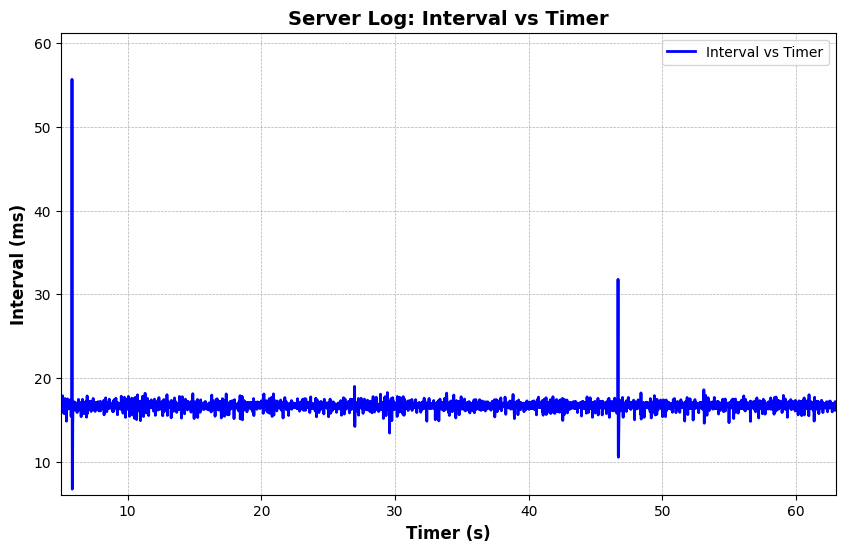 Server Log: Interval vs Timer
Interval vs Timer
60
50
40
30
20
10
Interval (ms)
10 20 30 40 50 60
Timer (s)